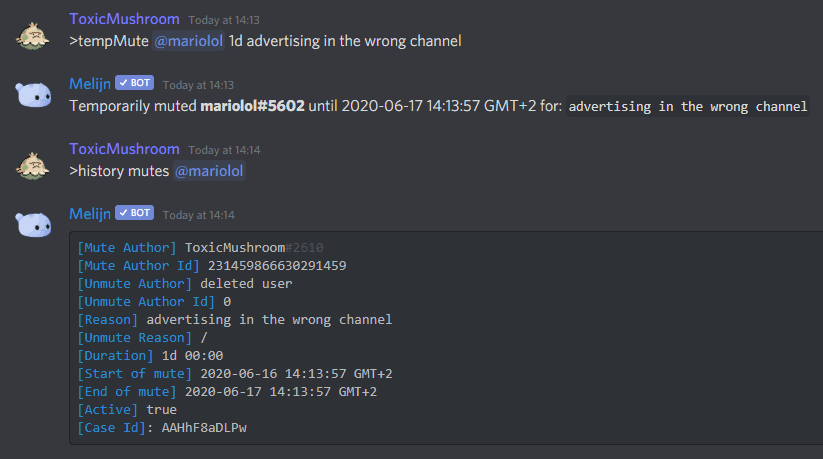 ToxicMushroom Today at 14:13
>tempMute @mariolol 1d advertising in the wrong channel
Melijn ✓ BOT Today at 14:13
Temporarily muted mariolol#5602 until 2020-06-17 14:13:57 GMT+2 for: advertising in the wrong channel
ToxicMushroom Today at 14:14
>history mutes @mariolol
Melijn ✓ BOT Today at 14:14
[Mute Author] ToxicMushroom#2610
[Mute Author Id] 231459866630291459
[Unmute Author] deleted user
[Unmute Author Id] 0
[Reason] advertising in the wrong channel
[Unmute Reason] /
[Duration] 1d 00:00
[Start of mute] 2020-06-16 14:13:57 GMT+2
[End of mute] 2020-06-17 14:13:57 GMT+2
[Active] true
[Case Id]: AAHhF8aDLPw